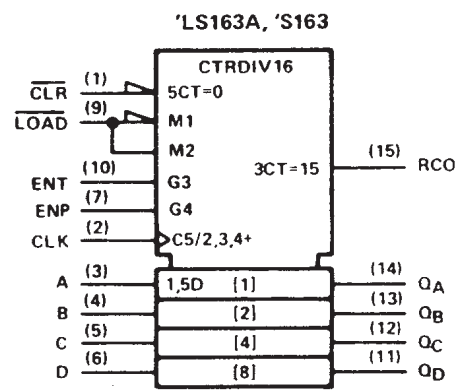 'LS163A, 'S163
CTRDIV16
CLR (1) 5CT=0
LOAD (9) M1
M2
ENT (10) G3 3CT=15 (15) RCO
ENP (7) G4
CLK (2) C5/2,3,4+
A (3) 1,5D [1] (14) QA
B (4) [2] (13) QB
C (5) [4] (12) QC
D (6) [8] (11) QD